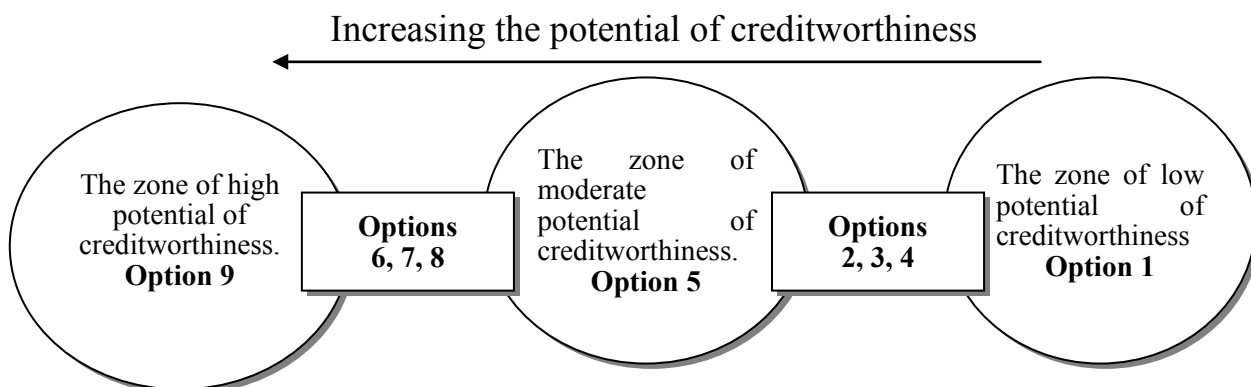 Increasing the potential of creditworthiness
The zone of high
potential of
creditworthiness.
Option 9
Options
6, 7, 8
The zone of
moderate
potential of
creditworthiness.
Option 5
Options
2, 3, 4
The zone of low
potential of
creditworthiness
Option 1